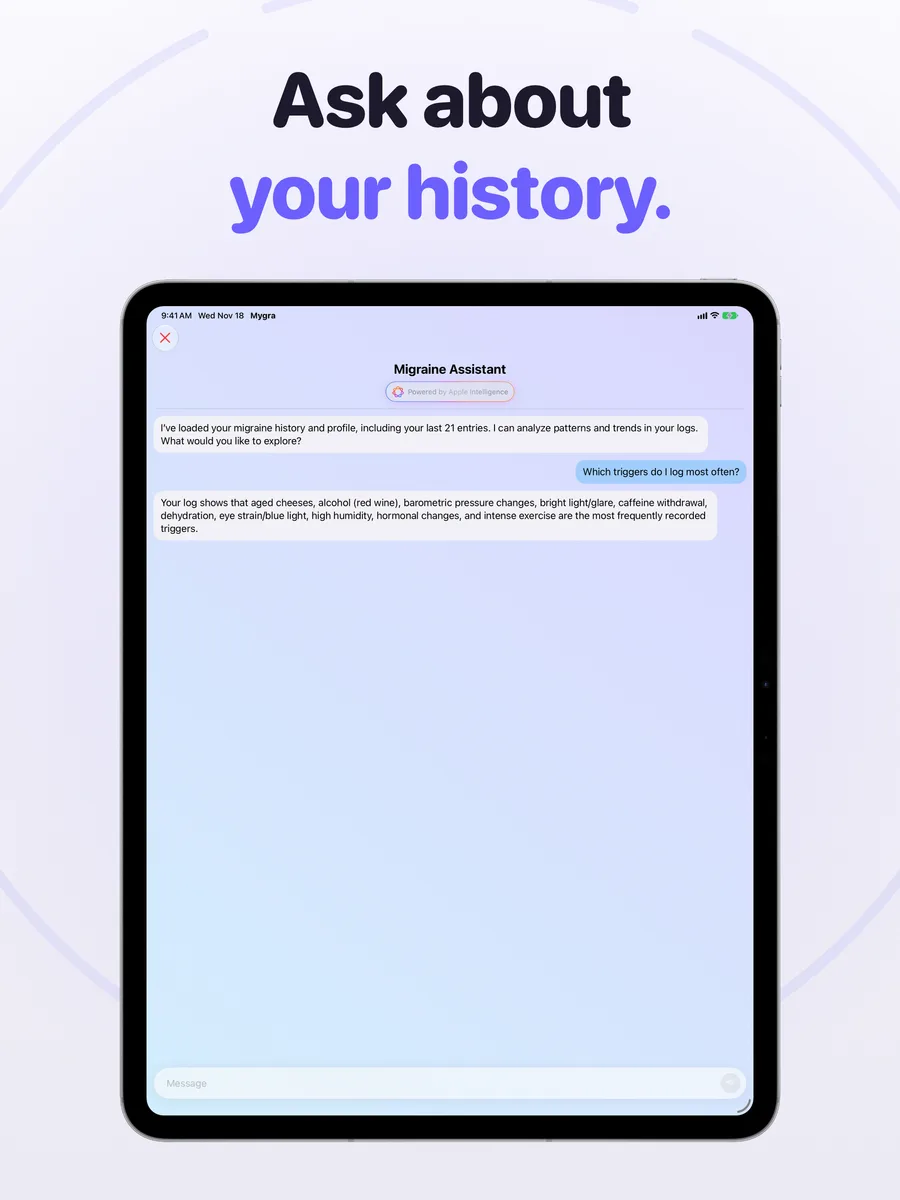 Ask about
your history.
9:41 AM Wed Nov 18 Mygra
Migraine Assistant
Powered by Apple Intelligence
I've loaded your migraine history and profile, including your last 21 entries. I can analyze patterns and trends in your logs.
What would you like to explore?
Which triggers do I log most often?
Your log shows that aged cheeses, alcohol (red wine), barometric pressure changes, bright light/glare, caffeine withdrawal,
dehydration, eye strain/blue light, high humidity, hormonal changes, and intense exercise are the most frequently recorded
triggers.
Message